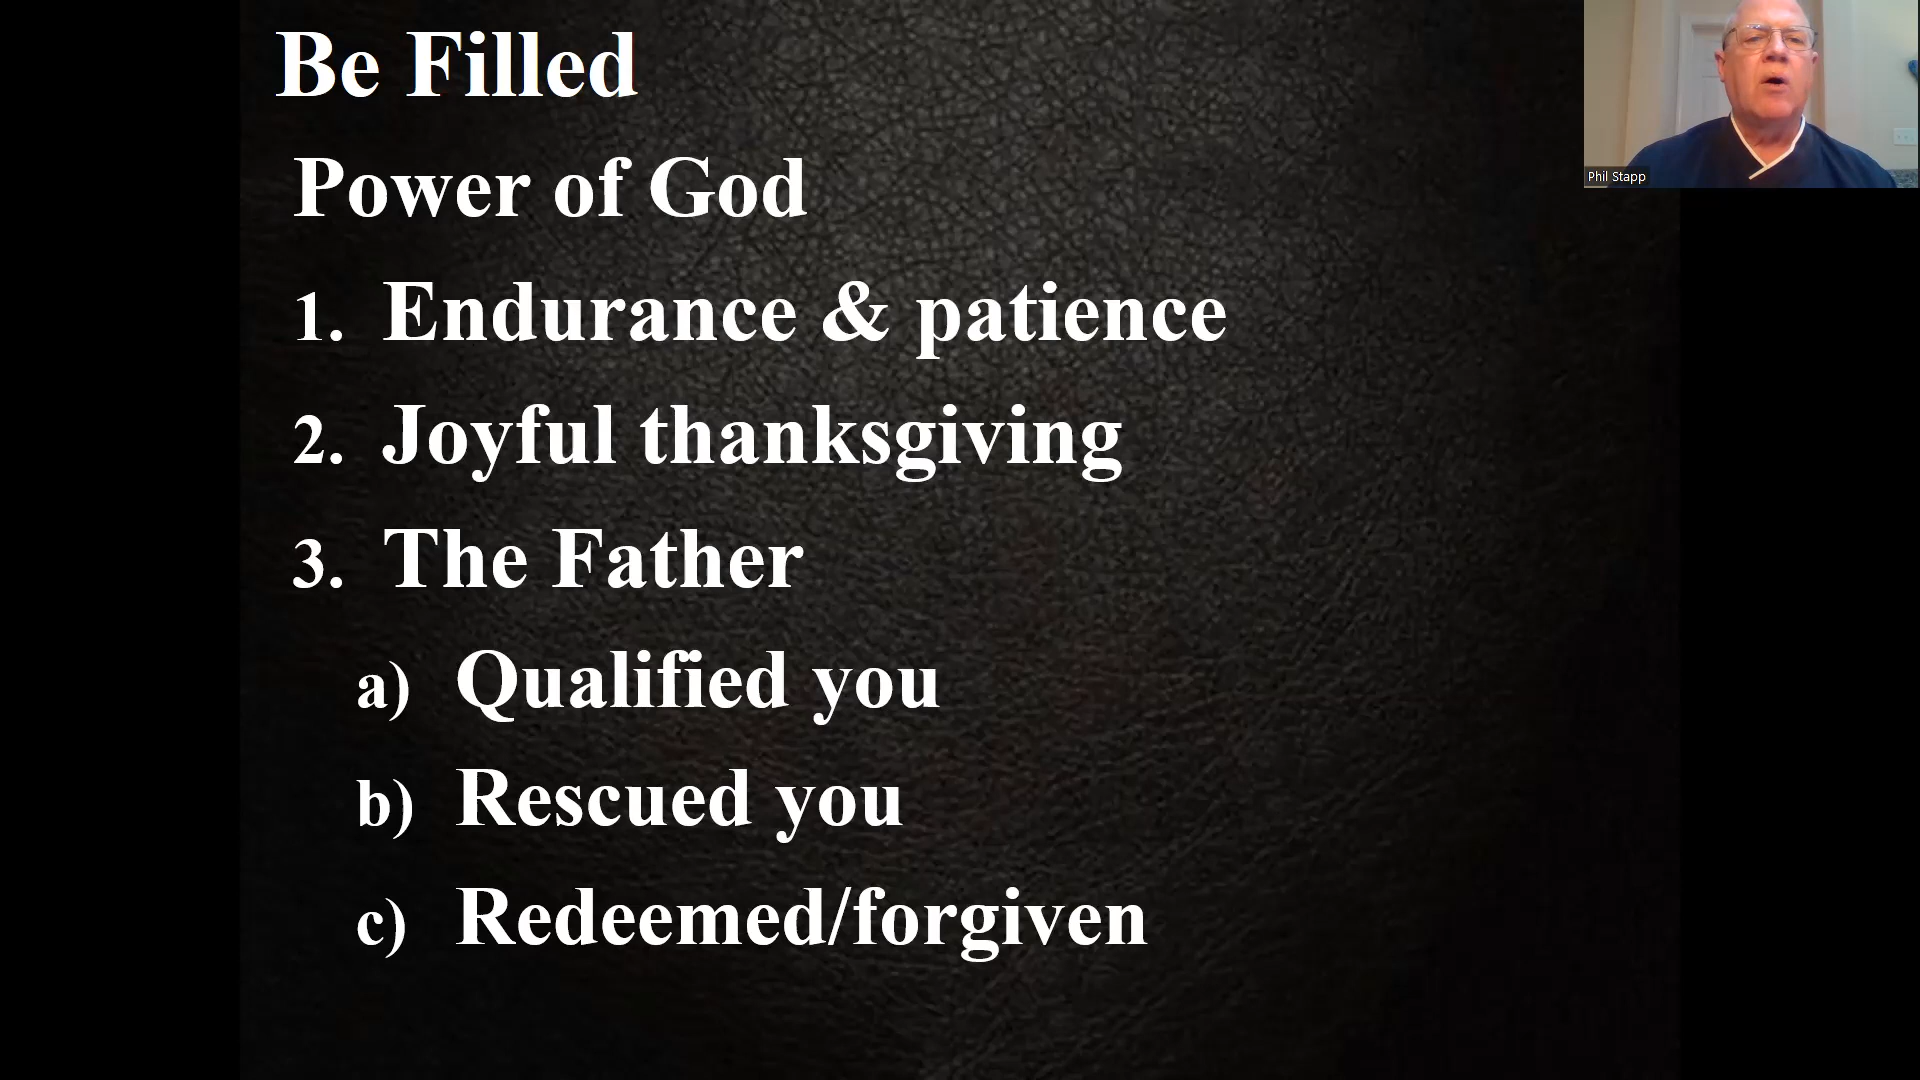 Be Filled
Power of God
1. Endurance & patience
2. Joyful thanksgiving
3. The Father
a) Qualified you
b) Rescued you
c) Redeemed/forgiven
Phil Stapp